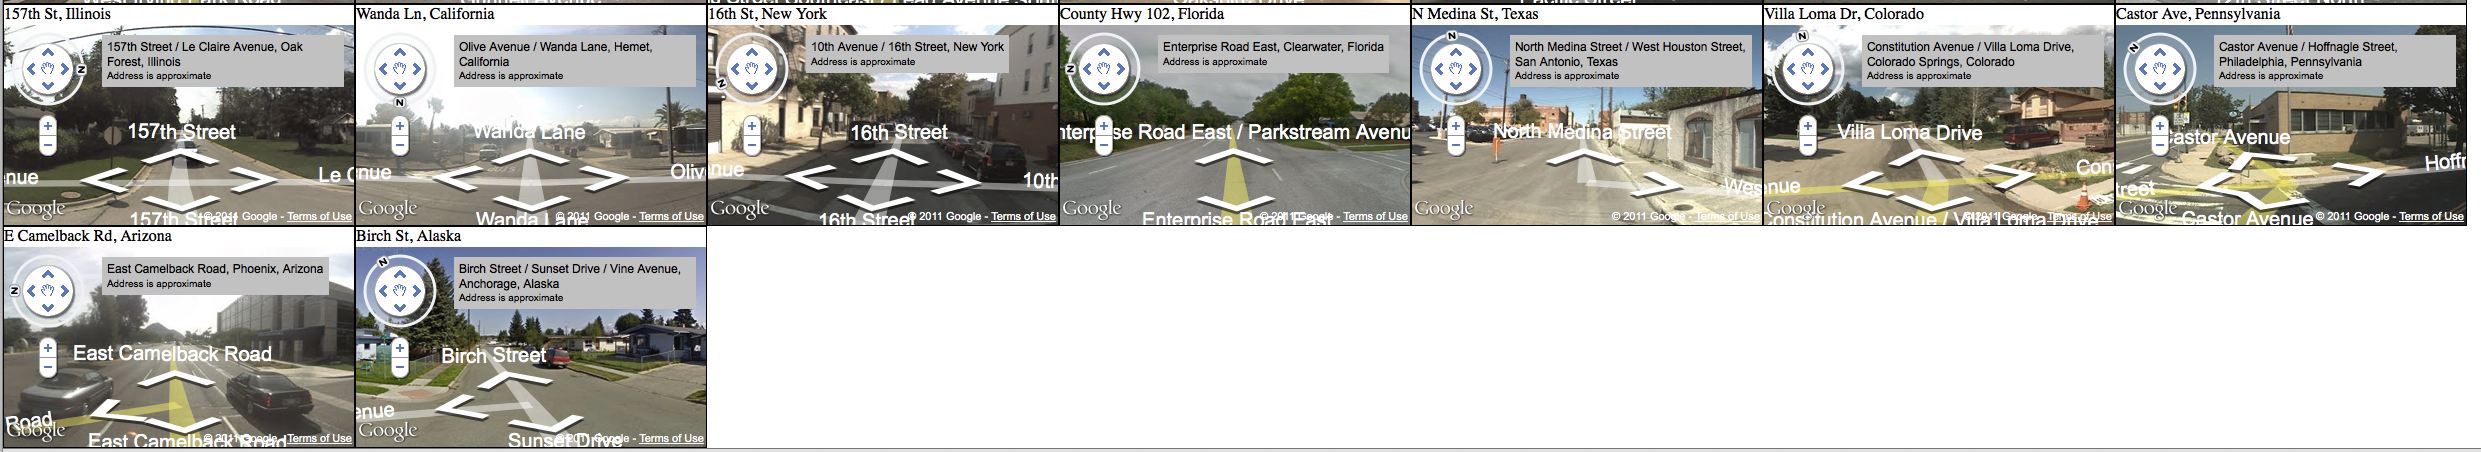 157th St, Illinois
157th Street / Le Claire Avenue, Oak
Forest, Illinois
Address is approximate
N
157th Street
nue
Le C
157th Street
Google
© 2011 Google - Terms of Use
Wanda Ln, California
Olive Avenue / Wanda Lane, Hemet,
California
Address is approximate
N
Wanda Lane
nue
Oliv
Wanda Lane
Google
© 2011 Google - Terms of Use
16th St, New York
10th Avenue / 16th Street, New York
Address is approximate
N
16th Street
nue
10th
16th Street
Google
© 2011 Google - Terms of Use
County Hwy 102, Florida
Enterprise Road East, Clearwater, Florida
Address is approximate
N
nterprise Road East / Parkstream Avenu
Enterprise Road East
Google
© 2011 Google - Terms of Use
N Medina St, Texas
North Medina Street / West Houston Street,
San Antonio, Texas
Address is approximate
N
North Medina Street
Wes
Google
© 2011 Google - Terms of Use
Villa Loma Dr, Colorado
Constitution Avenue / Villa Loma Drive,
Colorado Springs, Colorado
Address is approximate
N
Villa Loma Drive
Con
enue
Constitution Avenue / Villa Loma Drive
Google
© 2011 Google - Terms of Use
Castor Ave, Pennsylvania
Castor Avenue / Hoffnagle Street,
Philadelphia, Pennsylvania
Address is approximate
N
Castor Avenue
Hoffn
treet
Castor Avenue
Google
© 2011 Google - Terms of Use
E Camelback Rd, Arizona
East Camelback Road, Phoenix, Arizona
Address is approximate
N
East Camelback Road
Road
East Camelback Road
Google
© 2011 Google - Terms of Use
Birch St, Alaska
Birch Street / Sunset Drive / Vine Avenue,
Anchorage, Alaska
Address is approximate
N
Birch Street
enue
Sunset Drive
Google
© 2011 Google - Terms of Use